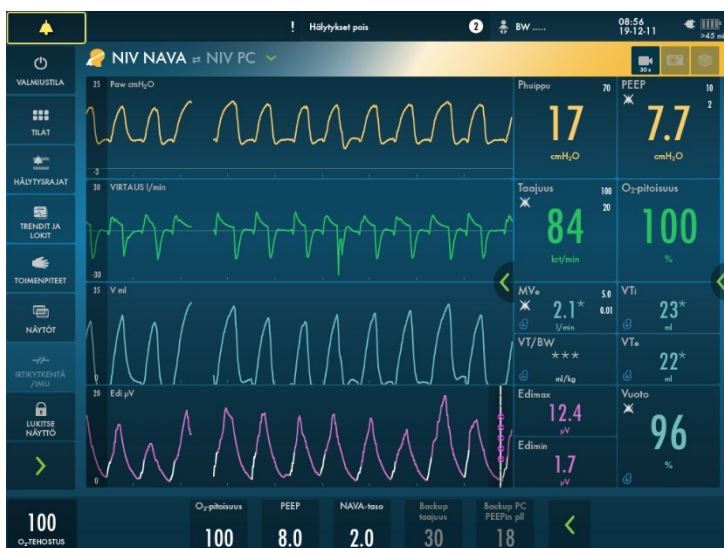 ! Hälytykset pois
2
BW .....
08:56
19-12-11
>45 mi
VALMIUSTILA
TILAT
HÄLYTYSRAJAT
TRENDIT JA
LOKIT
TOIMENPITEET
NÄYTÖT
IRTIKYTKENTÄ
/IMU
LUKITSE
NÄYTTÖ
NIV NAVA ⇄ NIV PC
30 s
25 Paw cmH₂O
-3
30 VIRTAUS l/min
-30
35 V ml
0
20 Edi µV
0
Phuippu 70
17
cmH₂O
PEEP 10
2
7.7
cmH₂O
Taajuus 100
20
84
krt/min
O₂-pitoisuus
100
%
MVe 5.0
0.01
2.1*
l/min
VTi
23*
ml
VT/BW
***
ml/kg
VTe
22*
ml
Edimax
12.4
µV
Edimin
1.7
µV
Vuoto
96
%
100
O₂-TEHOSTUS
O₂-pitoisuus
100
PEEP
8.0
NAVA-taso
2.0
Backup
taajuus
30
Backup PC
PEEPin pll
18